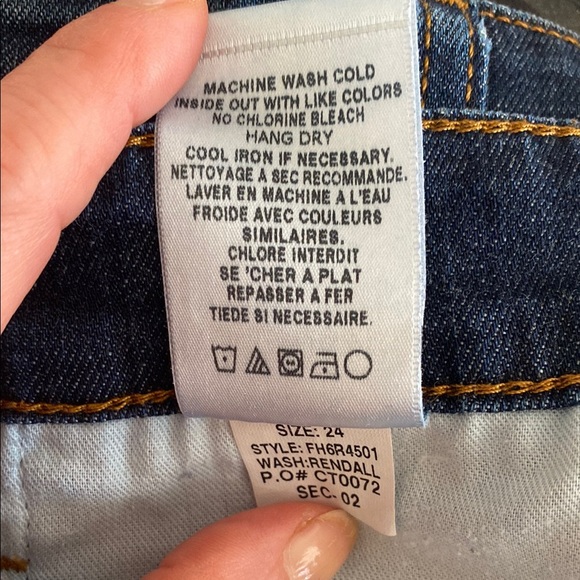 MACHINE WASH COLD
INSIDE OUT WITH LIKE COLORS
NO CHLORINE BLEACH
HANG DRY
COOL IRON IF NECESSARY.
NETTOYAGE A SEC RECOMMANDE.
LAVER EN MACHINE A L'EAU
FROIDE AVEC COULEURS
SIMILAIRES.
CHLORE INTERDIT
SE 'CHER A PLAT
REPASSER A FER
TIEDE SI NECESSAIRE.
SIZE: 24
STYLE: FH6R4501
WASH:RENDALL
P.O# CT0072
SEC- 02